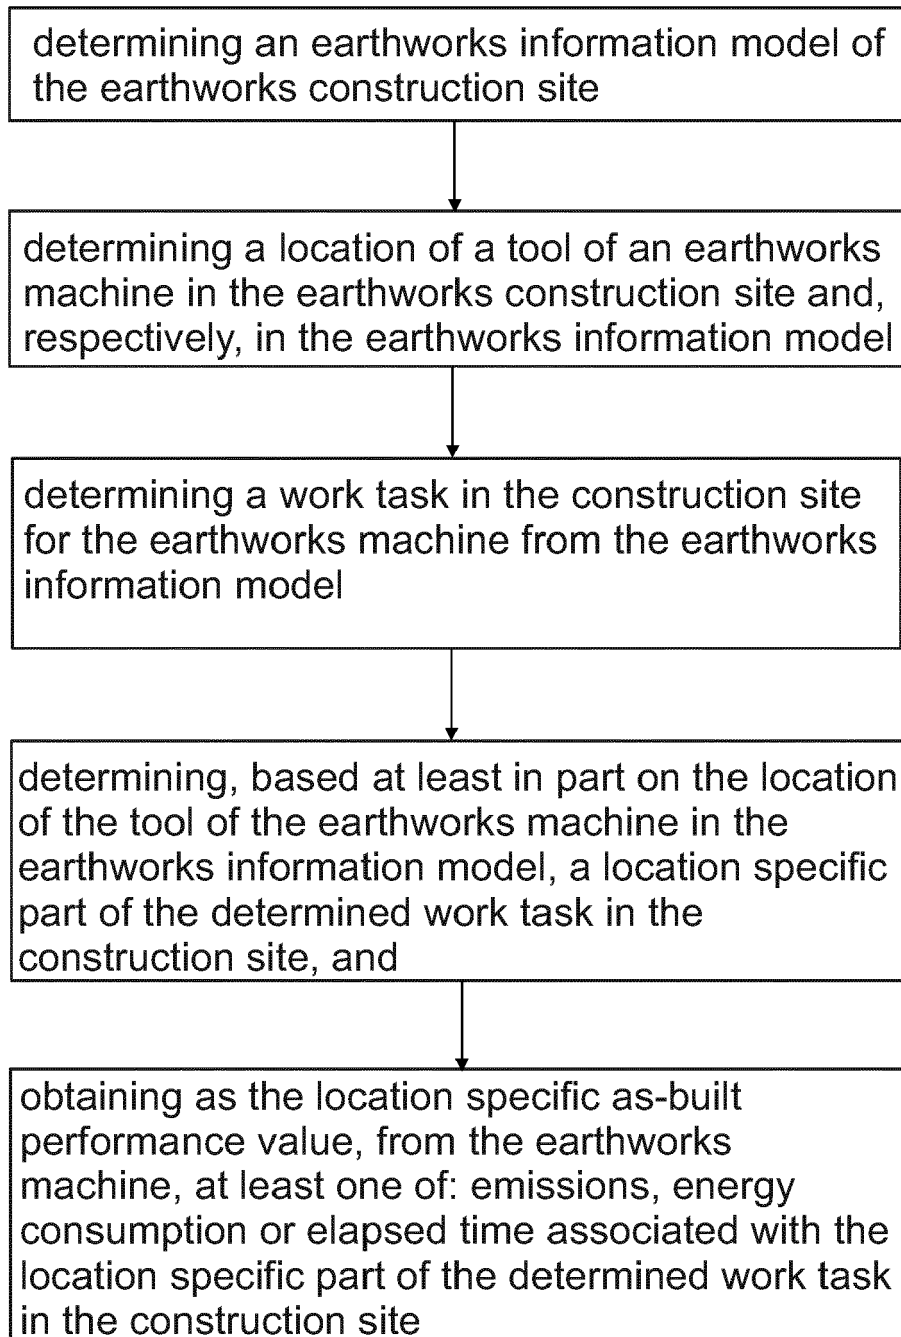 determining an earthworks information model of
the earthworks construction site
determining a location of a tool of an earthworks
machine in the earthworks construction site and,
respectively, in the earthworks information model
determining a work task in the construction site
for the earthworks machine from the earthworks
information model
determining, based at least in part on the location
of the tool of the earthworks machine in the
earthworks information model, a location specific
part of the determined work task in the
construction site, and
obtaining as the location specific as-built
performance value, from the earthworks
machine, at least one of: emissions, energy
consumption or elapsed time associated with the
location specific part of the determined work task
in the construction site